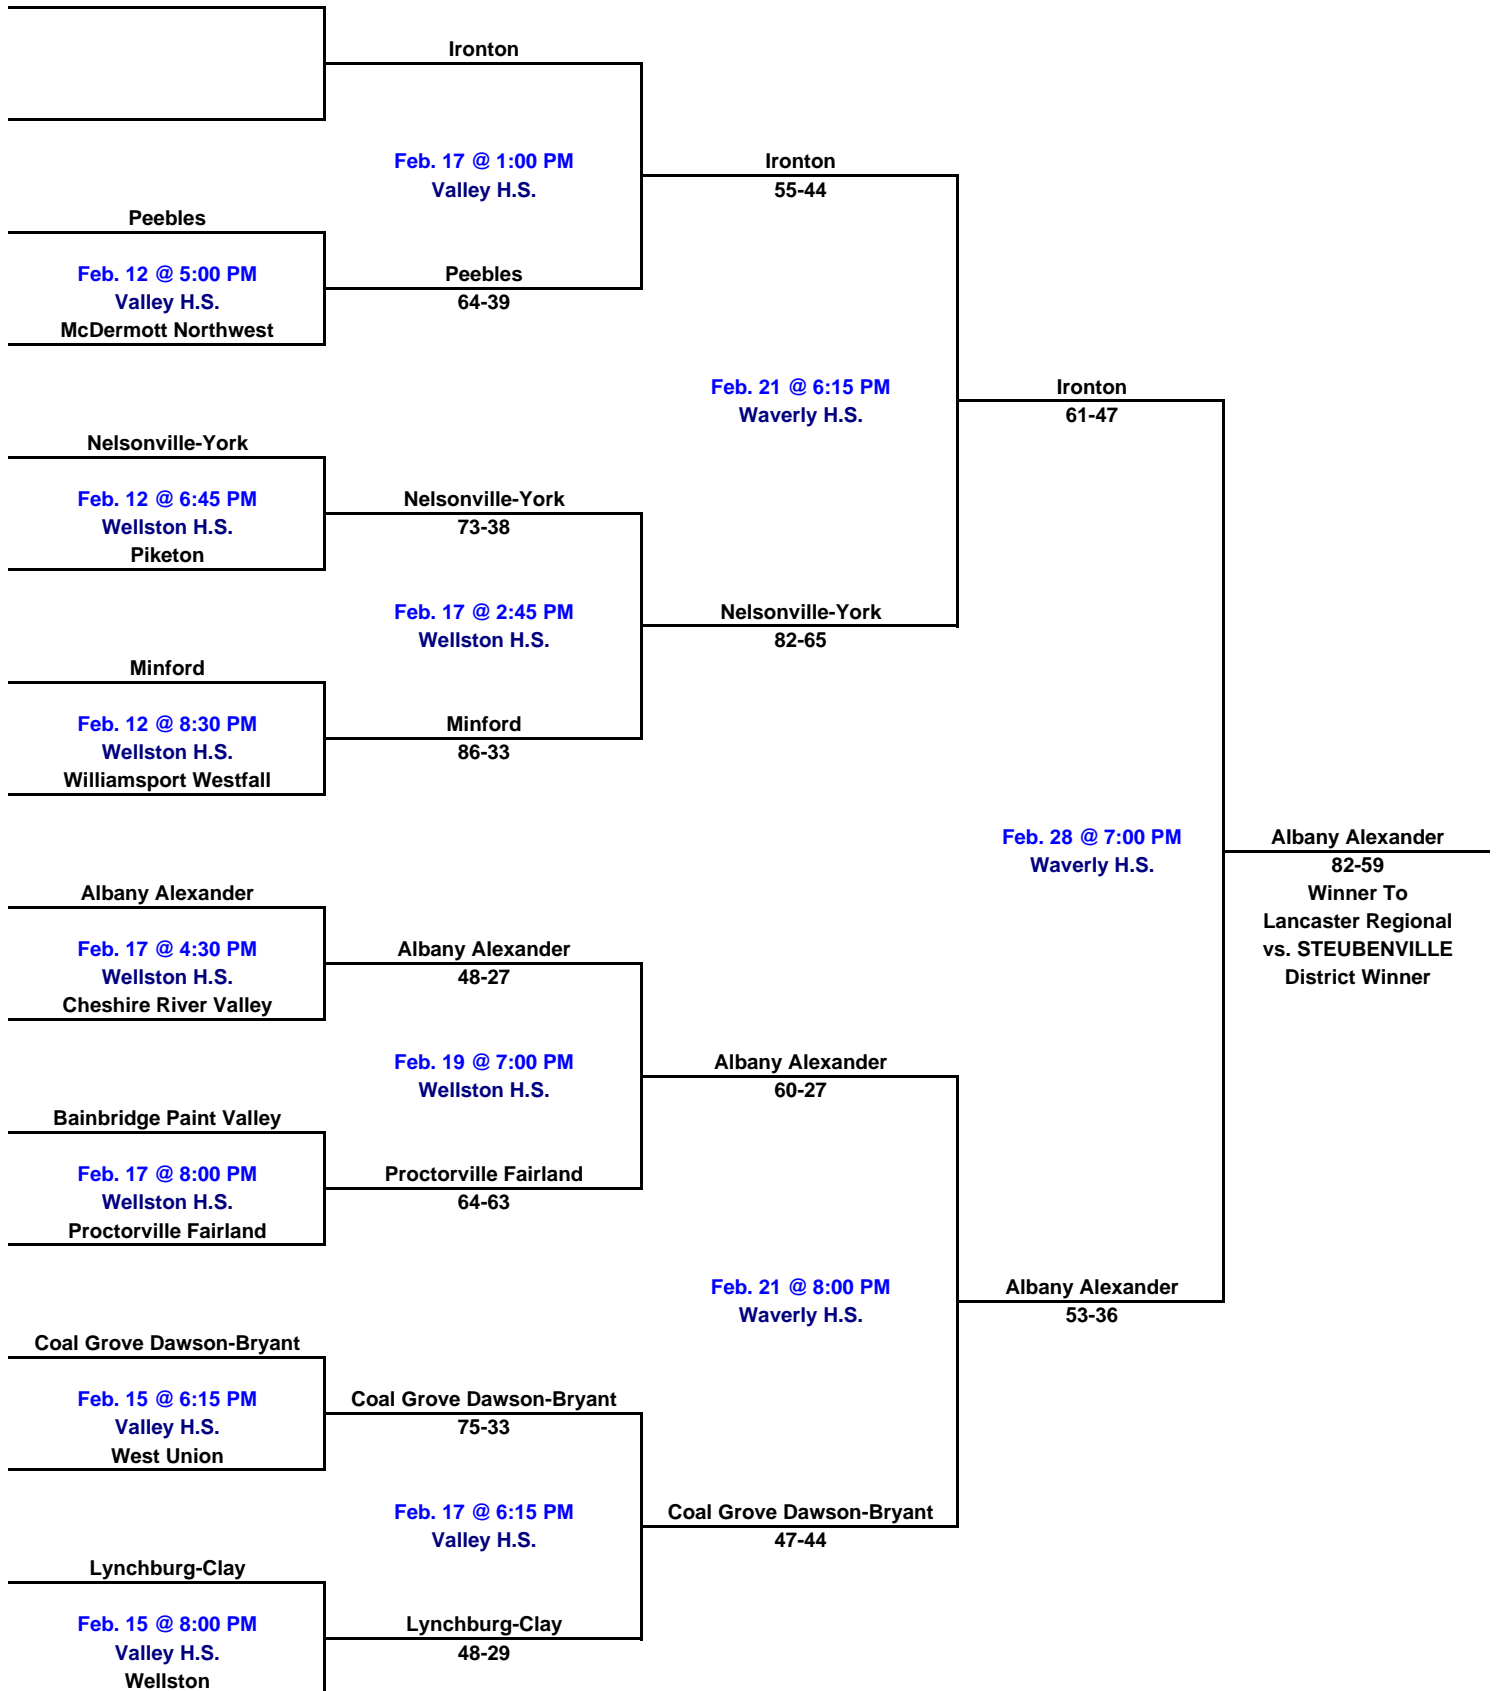 Ironton
Feb. 17 @ 1:00 PM
Valley H.S.
Ironton
55-44
Peebles
Feb. 12 @ 5:00 PM
Valley H.S.
McDermott Northwest
Peebles
64-39
Feb. 21 @ 6:15 PM
Waverly H.S.
Ironton
61-47
Nelsonville-York
Feb. 12 @ 6:45 PM
Wellston H.S.
Piketon
Nelsonville-York
73-38
Feb. 17 @ 2:45 PM
Wellston H.S.
Nelsonville-York
82-65
Minford
Feb. 12 @ 8:30 PM
Wellston H.S.
Williamsport Westfall
Minford
86-33
Feb. 28 @ 7:00 PM
Waverly H.S.
Albany Alexander
82-59
Winner To
Lancaster Regional
vs. STEUBENVILLE
District Winner
Albany Alexander
Feb. 17 @ 4:30 PM
Wellston H.S.
Cheshire River Valley
Albany Alexander
48-27
Feb. 19 @ 7:00 PM
Wellston H.S.
Albany Alexander
60-27
Bainbridge Paint Valley
Feb. 17 @ 8:00 PM
Wellston H.S.
Proctorville Fairland
Proctorville Fairland
64-63
Feb. 21 @ 8:00 PM
Waverly H.S.
Albany Alexander
53-36
Coal Grove Dawson-Bryant
Feb. 15 @ 6:15 PM
Valley H.S.
West Union
Coal Grove Dawson-Bryant
75-33
Feb. 17 @ 6:15 PM
Valley H.S.
Coal Grove Dawson-Bryant
47-44
Lynchburg-Clay
Feb. 15 @ 8:00 PM
Valley H.S.
Wellston
Lynchburg-Clay
48-29